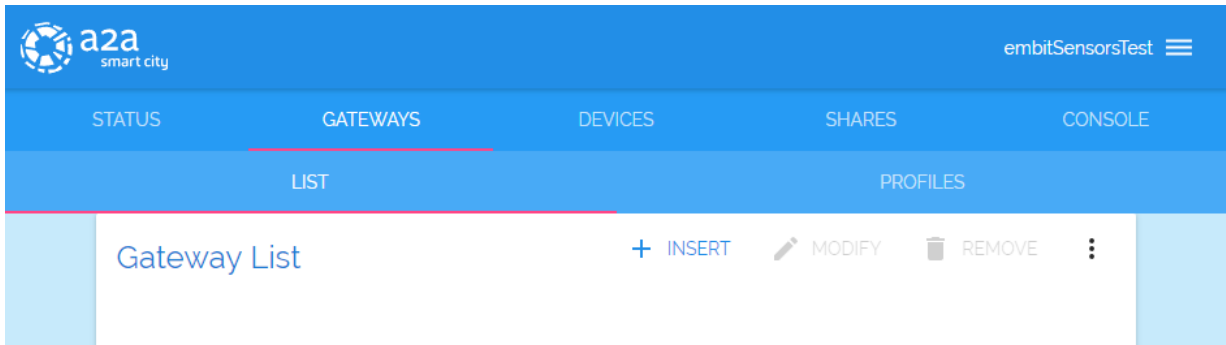 a2a
smart city
embitSensorsTest
STATUS GATEWAYS DEVICES SHARES CONSOLE
LIST PROFILES
Gateway List INSERT MODIFY REMOVE